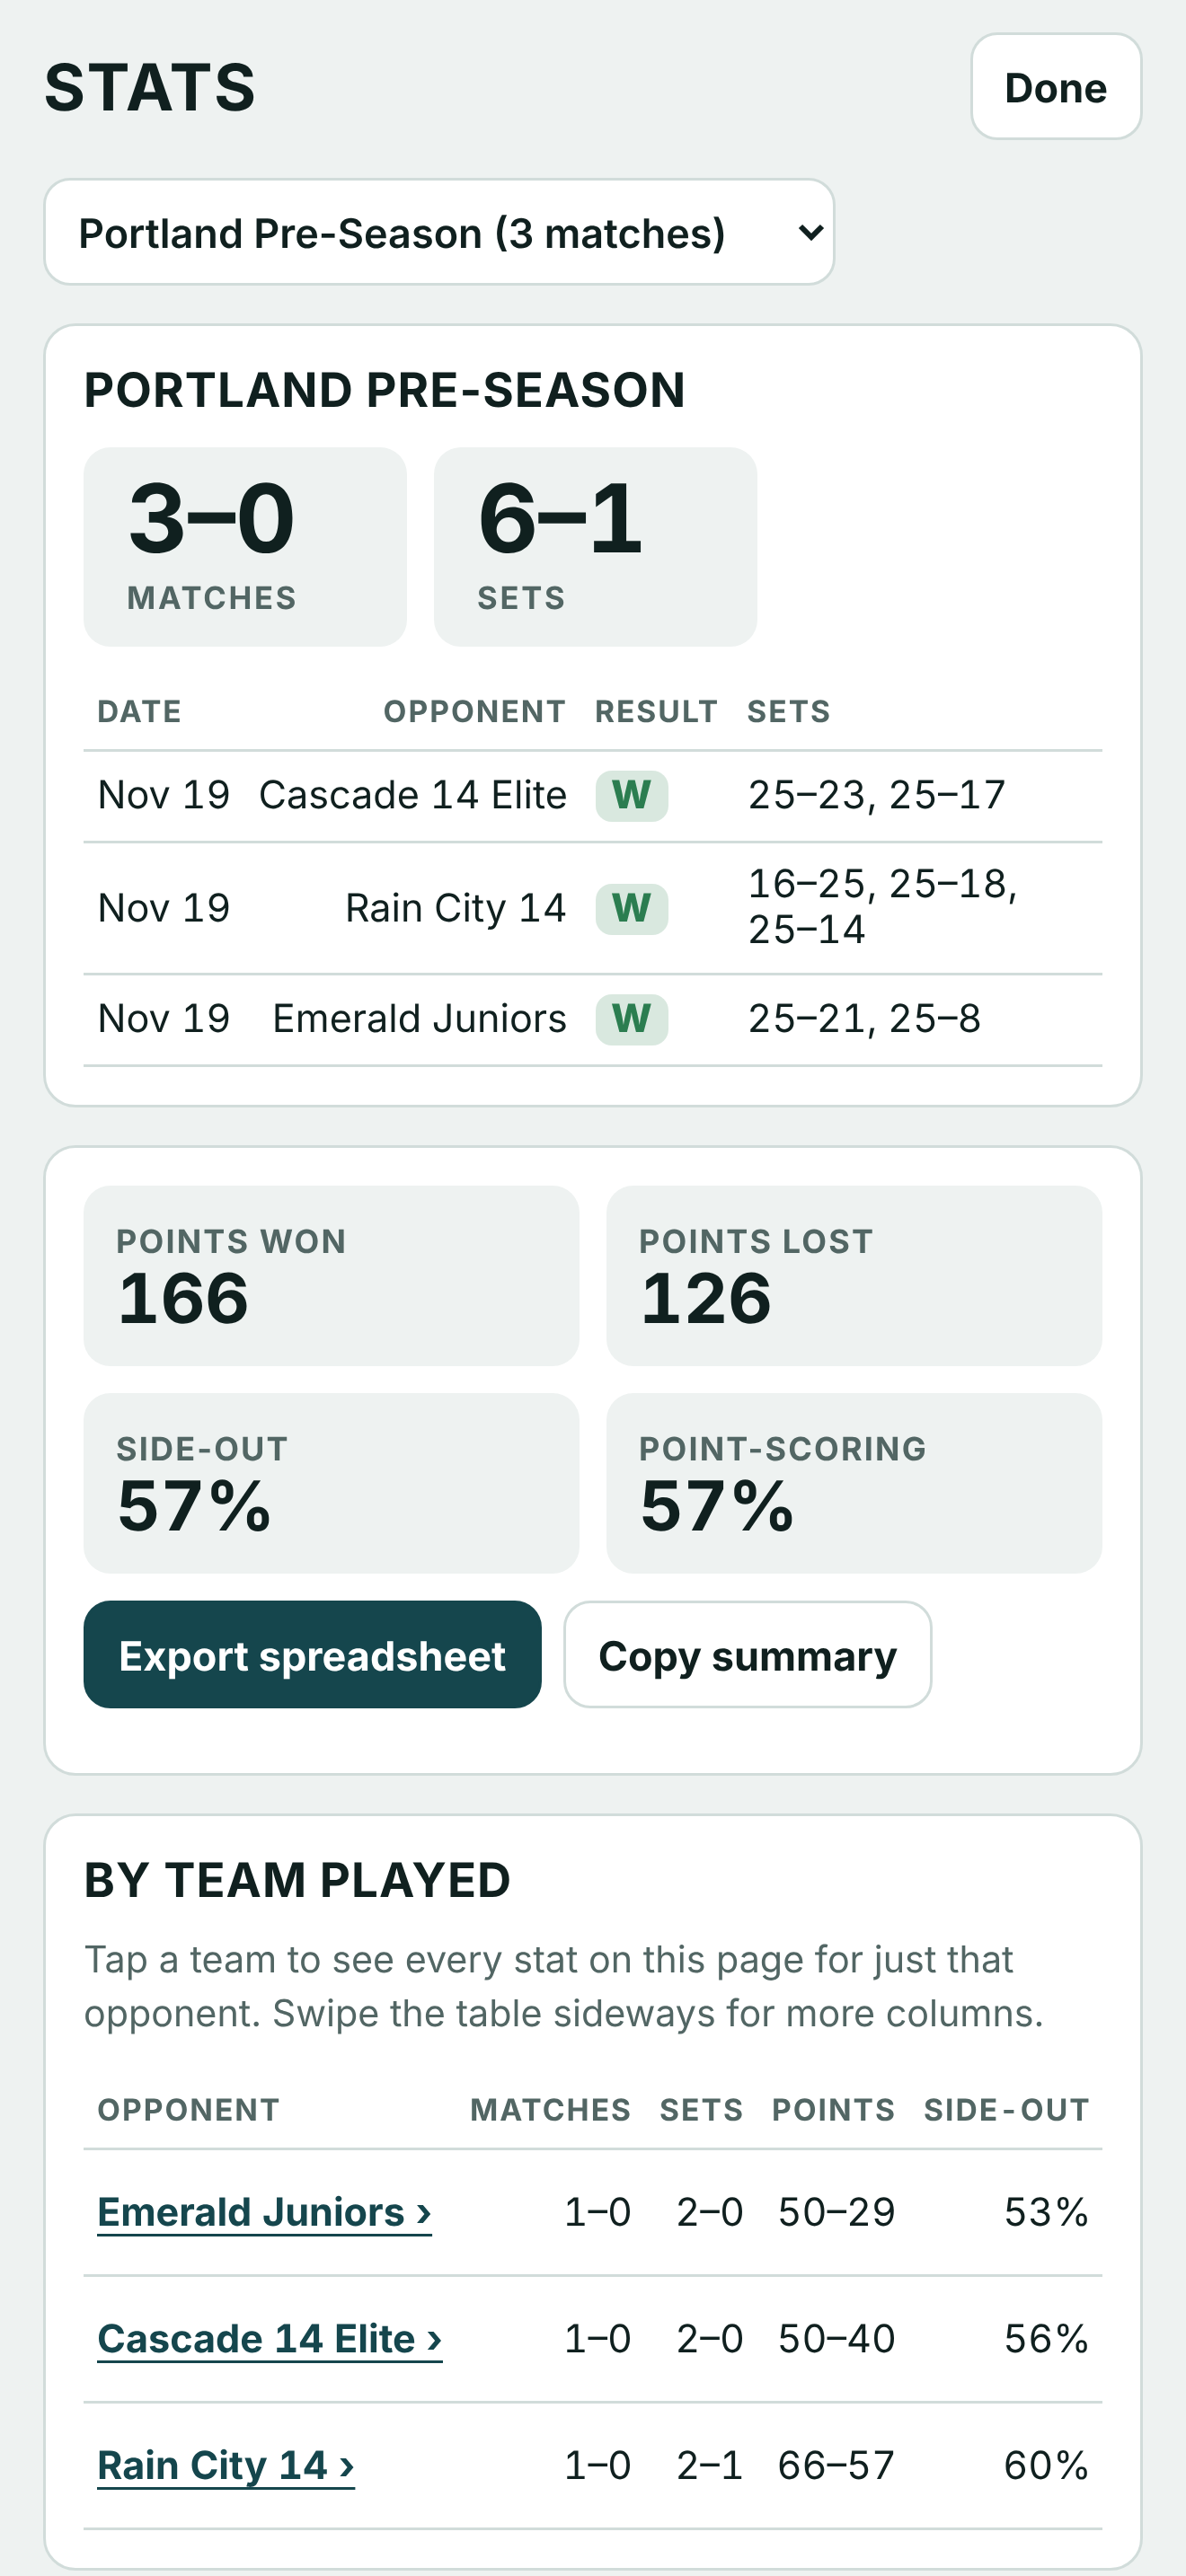 STATS
Done
Portland Pre-Season (3 matches)
PORTLAND PRE-SEASON
3–0
MATCHES
6–1
SETS
DATE OPPONENT RESULT SETS
Nov 19 Cascade 14 Elite W 25–23, 25–17
Nov 19 Rain City 14 W 16–25, 25–18,
25–14
Nov 19 Emerald Juniors W 25–21, 25–8
POINTS WON
166
POINTS LOST
126
SIDE-OUT
57%
POINT-SCORING
57%
Export spreadsheet
Copy summary
BY TEAM PLAYED
Tap a team to see every stat on this page for just that
opponent. Swipe the table sideways for more columns.
OPPONENT MATCHES SETS POINTS SIDE-OUT
Emerald Juniors › 1–0 2–0 50–29 53%
Cascade 14 Elite › 1–0 2–0 50–40 56%
Rain City 14 › 1–0 2–1 66–57 60%